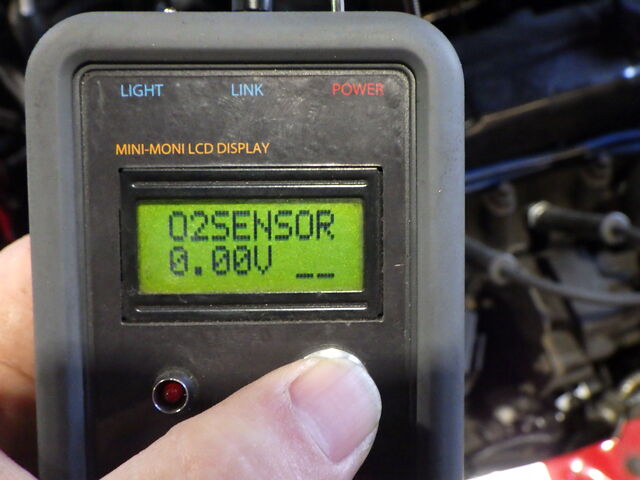 LIGHT LINK POWER
MINI-MONI LCD DISPLAY
O2SENSOR
0.00V __